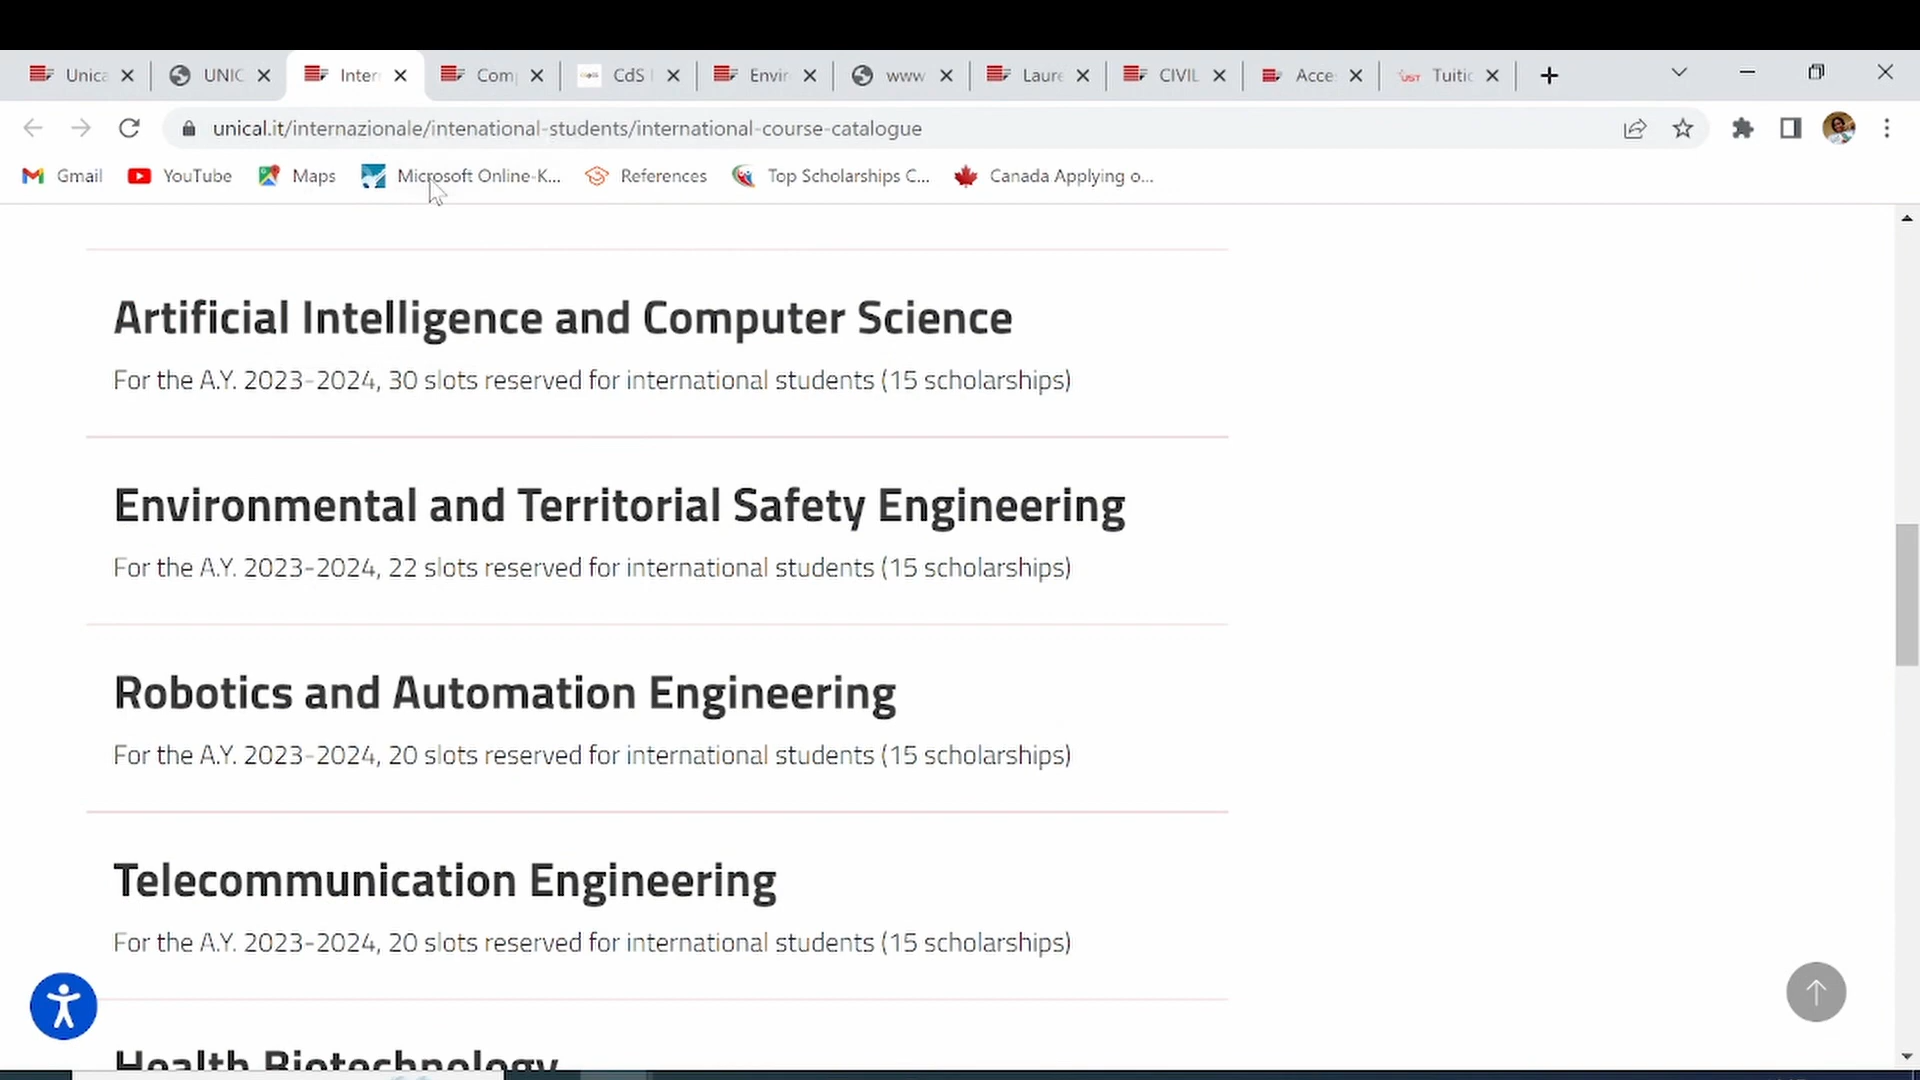 Unica
UNIC
Inter
Comp
CdS
Envir
www
Laure
CIVIL
Acce
UST Tuitic
unical.it/internazionale/intenational-students/international-course-catalogue
Gmail
YouTube
Maps
Microsoft Online-K...
References
Top Scholarships C...
Canada Applying o...
Artificial Intelligence and Computer Science
For the A.Y. 2023-2024, 30 slots reserved for international students (15 scholarships)
Environmental and Territorial Safety Engineering
For the A.Y. 2023-2024, 22 slots reserved for international students (15 scholarships)
Robotics and Automation Engineering
For the A.Y. 2023-2024, 20 slots reserved for international students (15 scholarships)
Telecommunication Engineering
For the A.Y. 2023-2024, 20 slots reserved for international students (15 scholarships)
Health Biotechnology